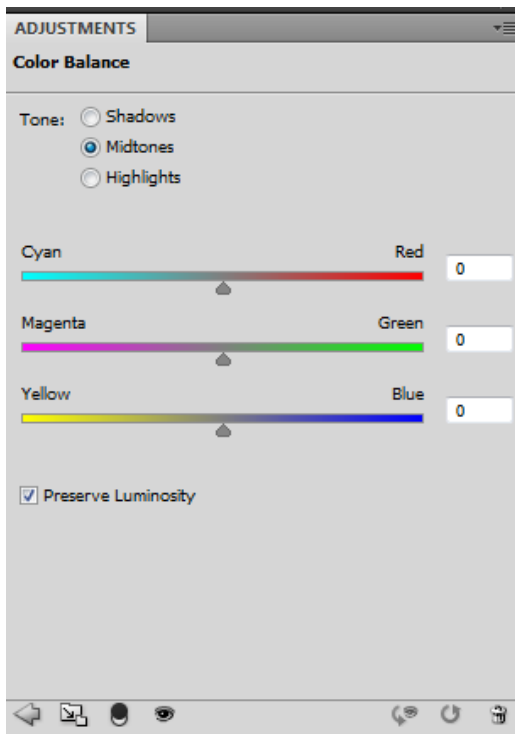 ADJUSTMENTS
Color Balance
Tone: Shadows
Midtones
Highlights
Cyan Red 0
Magenta Green 0
Yellow Blue 0
Preserve Luminosity